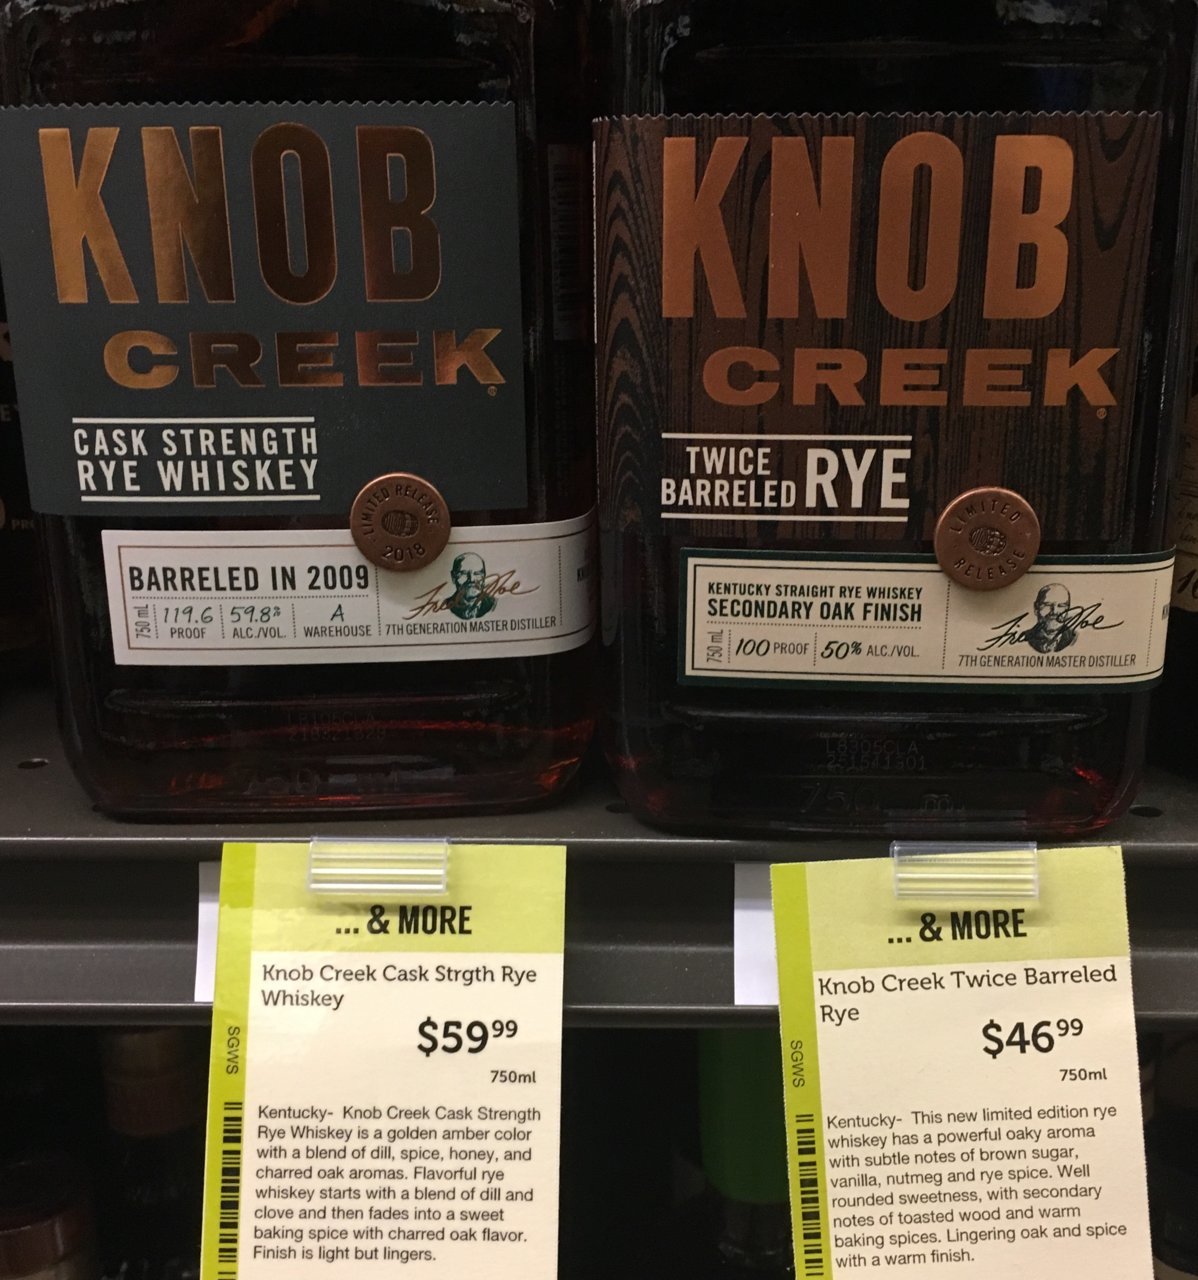 KNOB
CREEK®
CASK STRENGTH
RYE WHISKEY
LIMITED RELEASE
2018
BARRELED IN 2009
750 mL
119.6
PROOF
59.8%
ALC./VOL.
A
WAREHOUSE
Fred Noe
7TH GENERATION MASTER DISTILLER
KNOB
CREEK®
TWICE
BARRELED
RYE
LIMITED
RELEASE
KENTUCKY STRAIGHT RYE WHISKEY
SECONDARY OAK FINISH
750 mL
100 PROOF
50% ALC./VOL.
Fred Noe
7TH GENERATION MASTER DISTILLER
L8305CLA
750 mL
... & MORE
Knob Creek Cask Strgth Rye
Whiskey
$59.99
750ml
SGWS
Kentucky- Knob Creek Cask Strength
Rye Whiskey is a golden amber color
with a blend of dill, spice, honey, and
charred oak aromas. Flavorful rye
whiskey starts with a blend of dill and
clove and then fades into a sweet
baking spice with charred oak flavor.
Finish is light but lingers.
... & MORE
Knob Creek Twice Barreled
Rye
$46.99
750ml
SGWS
Kentucky- This new limited edition rye
whiskey has a powerful oaky aroma
with subtle notes of brown sugar,
vanilla, nutmeg and rye spice. Well
rounded sweetness, with secondary
notes of toasted wood and warm
baking spices. Lingering oak and spice
with a warm finish.